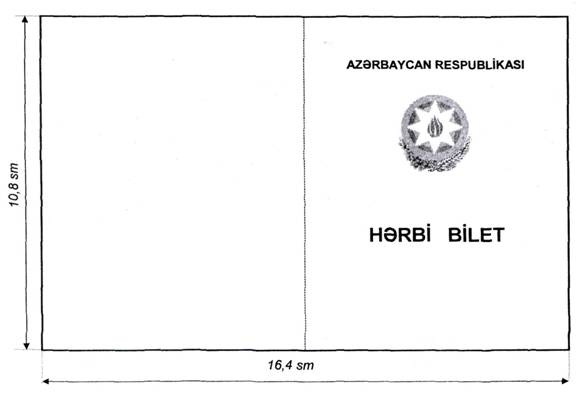 AZƏRBAYCAN RESPUBLİKASI
HƏRBİ BİLET
10,8 sm
16,4 sm